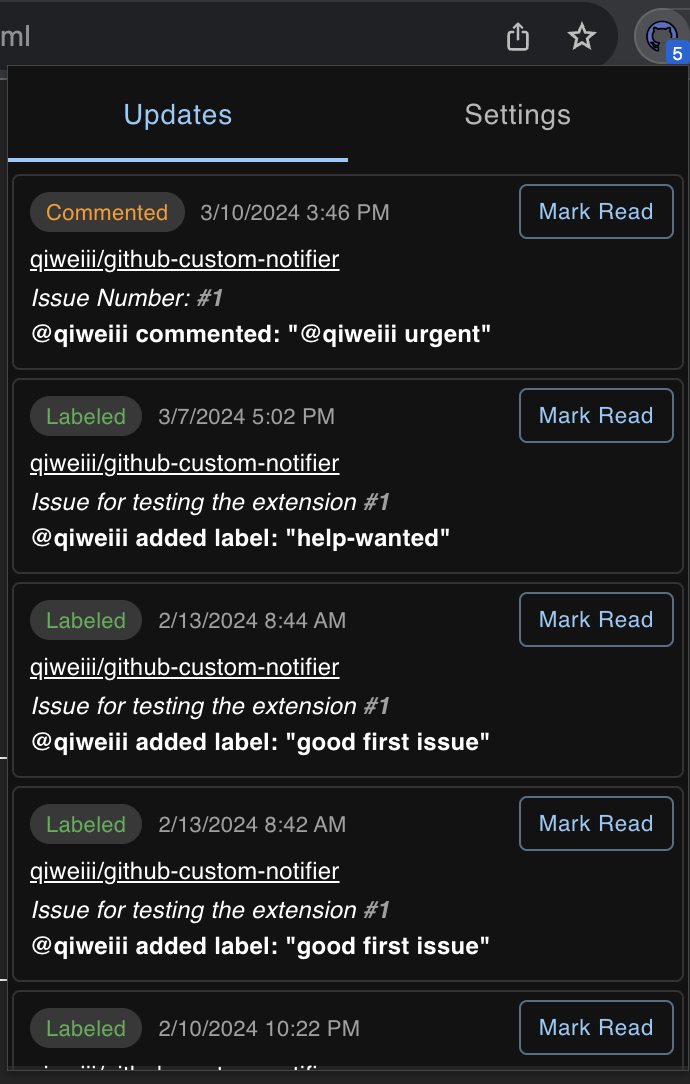 ml
5
Updates
Settings
Commented 3/10/2024 3:46 PM Mark Read
qiweiii/github-custom-notifier
Issue Number: #1
@qiweiii commented: "@qiweiii urgent"
Labeled 3/7/2024 5:02 PM Mark Read
qiweiii/github-custom-notifier
Issue for testing the extension #1
@qiweiii added label: "help-wanted"
Labeled 2/13/2024 8:44 AM Mark Read
qiweiii/github-custom-notifier
Issue for testing the extension #1
@qiweiii added label: "good first issue"
Labeled 2/13/2024 8:42 AM Mark Read
qiweiii/github-custom-notifier
Issue for testing the extension #1
@qiweiii added label: "good first issue"
Labeled 2/10/2024 10:22 PM Mark Read